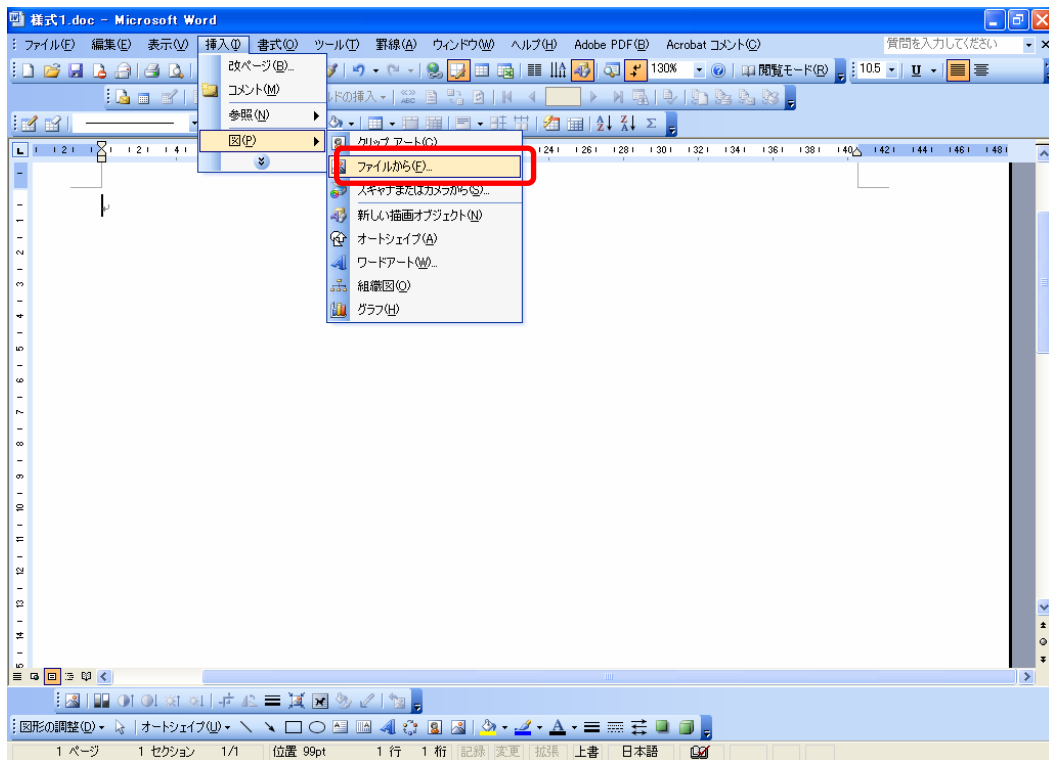 様式1.doc - Microsoft Word
ファイル(F) 編集(E) 表示(V) 挿入(I) 書式(O) ツール(T) 罫線(A) ウィンドウ(W) ヘルプ(H) Adobe PDF(B) Acrobat コメント(C) 質問を入力してください
130% 閲覧モード(R) 10.5 U
改ページ(B)...
コメント(M)
ドの挿入
参照(N)
図(P)
クリップ アート(C)
ファイルから(F)...
スキャナまたはカメラから(S)...
新しい描画オブジェクト(N)
オートシェイプ(A)
ワードアート(W)...
組織図(O)
グラフ(H)
図形の調整(D) オートシェイプ(U)
1 ページ 1 セクション 1/1 位置 99pt 1 行 1 桁 記録 変更 拡張 上書 日本語